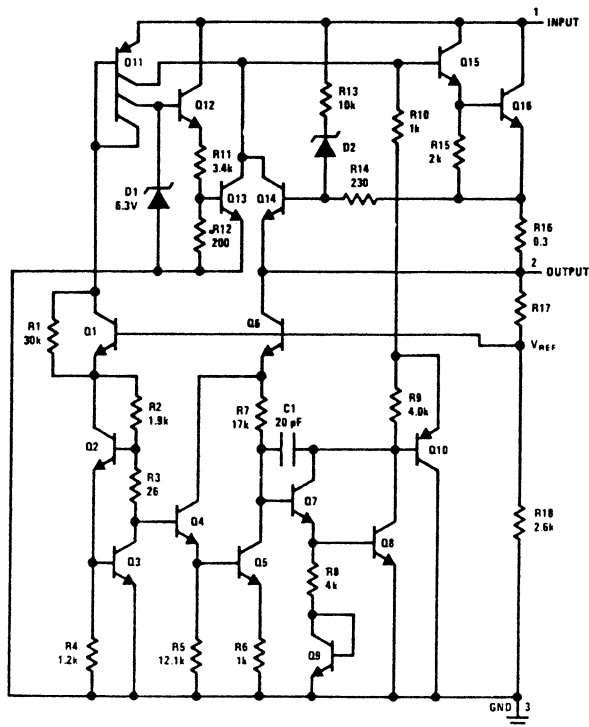 1
INPUT
Q11
Q15
Q12
R13
10k
R10
1k
Q16
D2
R15
2k
R11
3.4k
R14
230
D1
6.3V
Q13
Q14
R12
200
R16
0.3
2
OUTPUT
R17
R1
30k
Q1
Q6
VREF
R2
1.9k
R7
17k
C1
20 pF
R9
4.0k
Q2
Q10
R3
26
Q7
R18
2.6k
Q4
Q8
Q3
Q5
R8
4k
R4
1.2k
R5
12.1k
R6
1k
Q9
GND 3